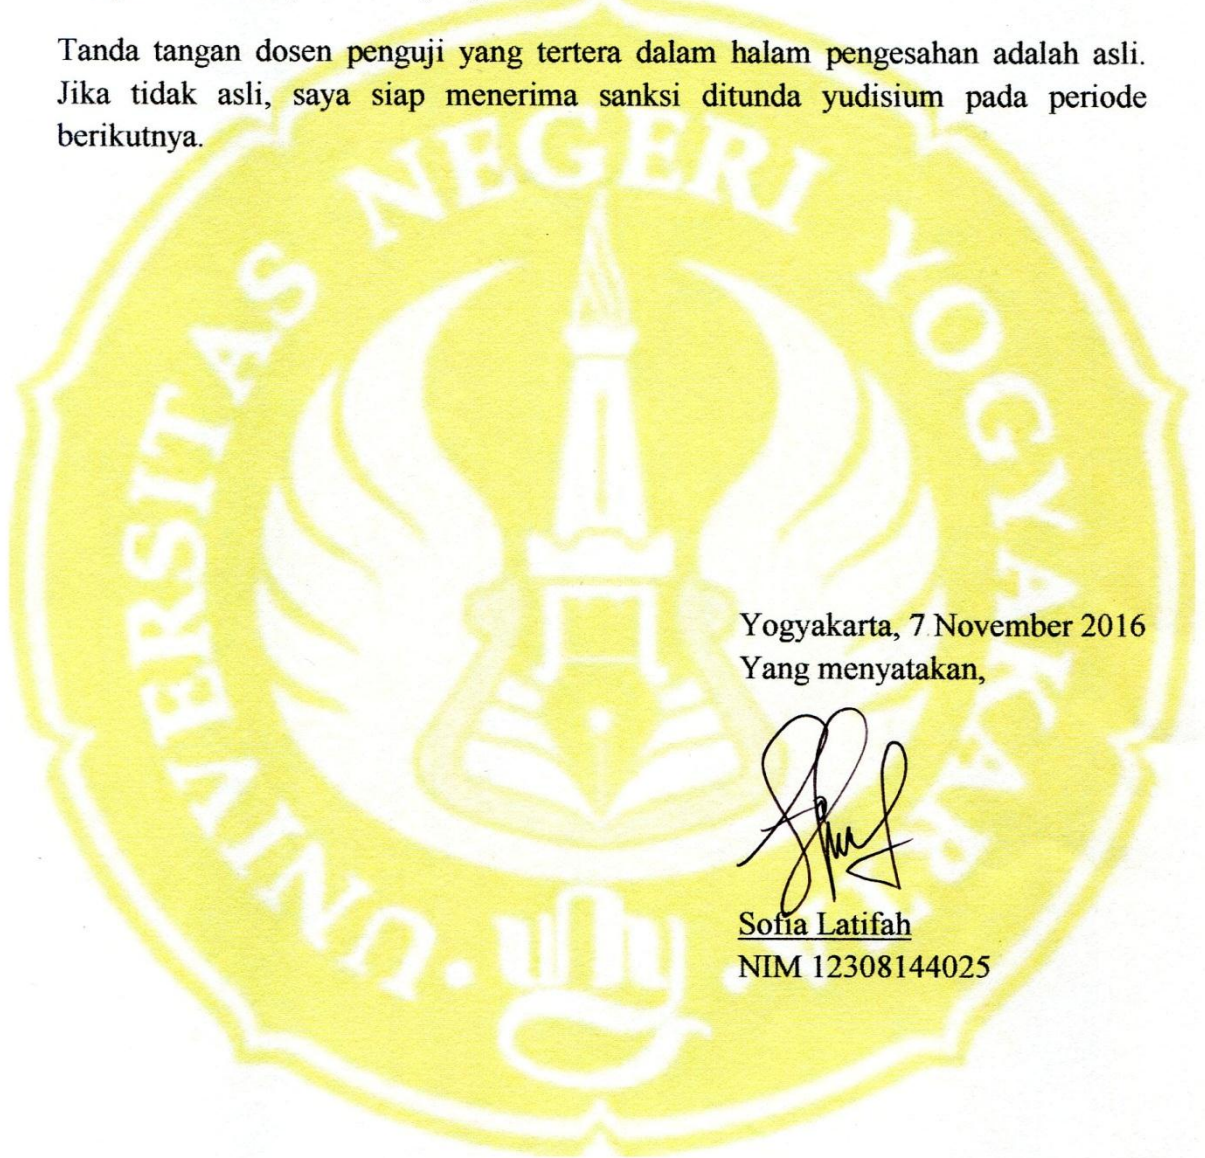 Tanda tangan dosen penguji yang tertera dalam halam pengesahan adalah asli.
Jika tidak asli, saya siap menerima sanksi ditunda yudisium pada periode
berikutnya.
UNIVERSITAS NEGERI YOGYAKARTA
Yogyakarta, 7 November 2016
Yang menyatakan,
uny
Sofia Latifah
NIM 12308144025